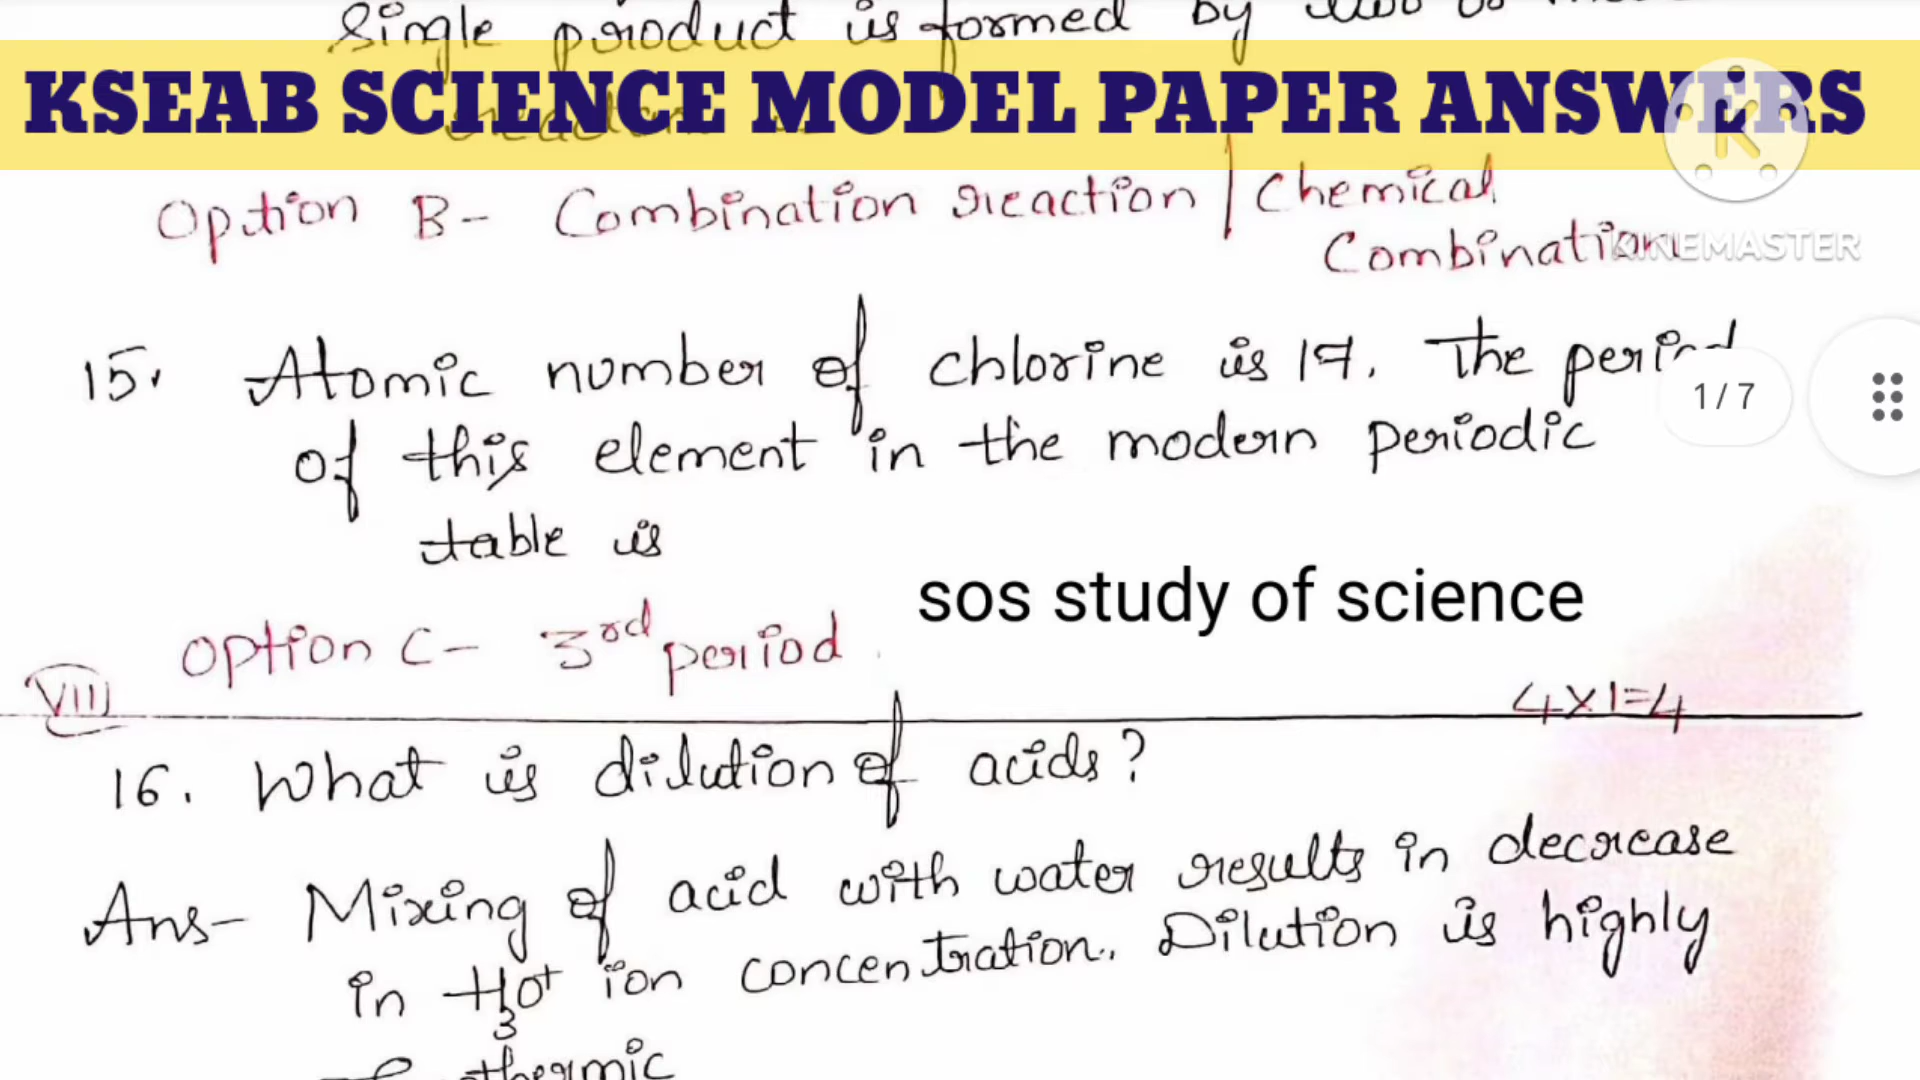 Single product is formed by two or
KSEAB SCIENCE MODEL PAPER ANSWERS
Option B- Combination reaction / Chemical
Combination
KINEMASTER
15. Atomic number of chlorine is 17. The period
1/7
of this element in the modern periodic
table is
sos study of science
Option C- 3rd period
VIII
4X1=4
16. What is dilution of acids?
Ans- Mixing of acid with water results in decrease
in H3O+ ion concentration. Dilution is highly